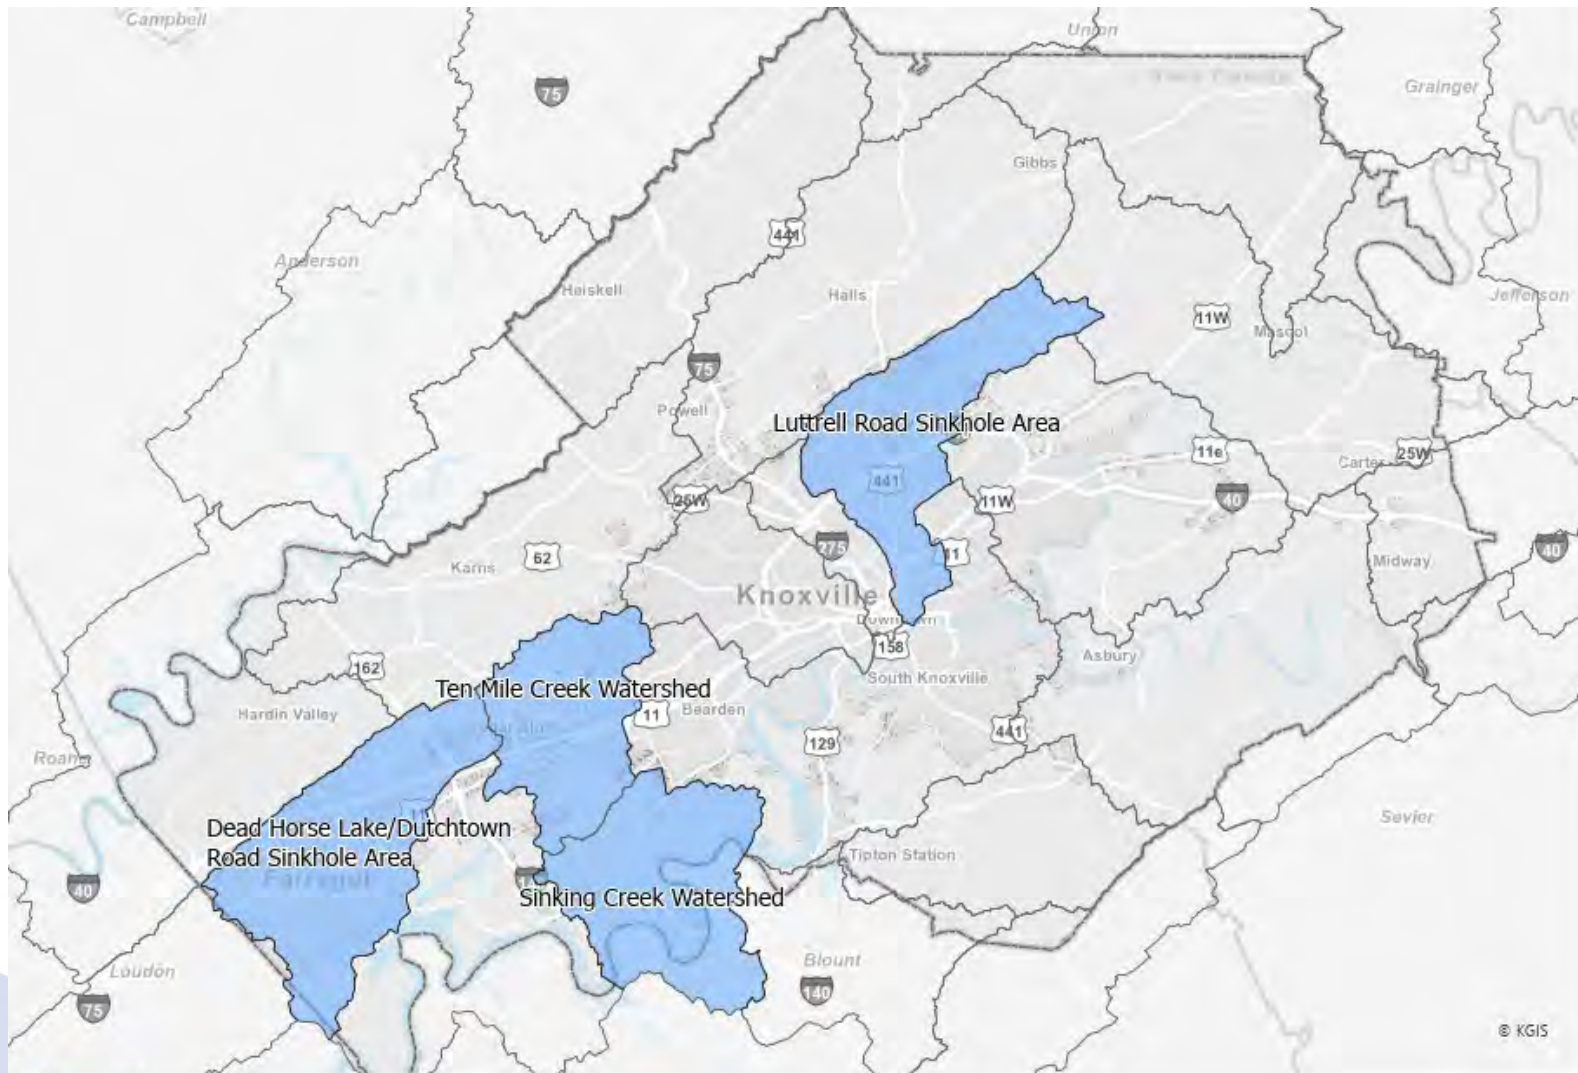 Campbell
Union
75
Grainger
Gibbs
441
Anderson
Heiskell
Halls
Jefferson
11W
Mascot
75
Powell
Luttrell Road Sinkhole Area
11e
Carter
25W
441
25W
11W
40
275
11
40
62
Karns
Midway
Knoxville
Downtown
158
Asbury
162
South Knoxville
Ten Mile Creek Watershed
Hardin Valley
11
Bearden
441
129
Roane
Dead Horse Lake/Dutchtown
Road Sinkhole Area
Sevier
Tipton Station
Farragut
40
Sinking Creek Watershed
Blount
Loudon
140
75
© KGIS